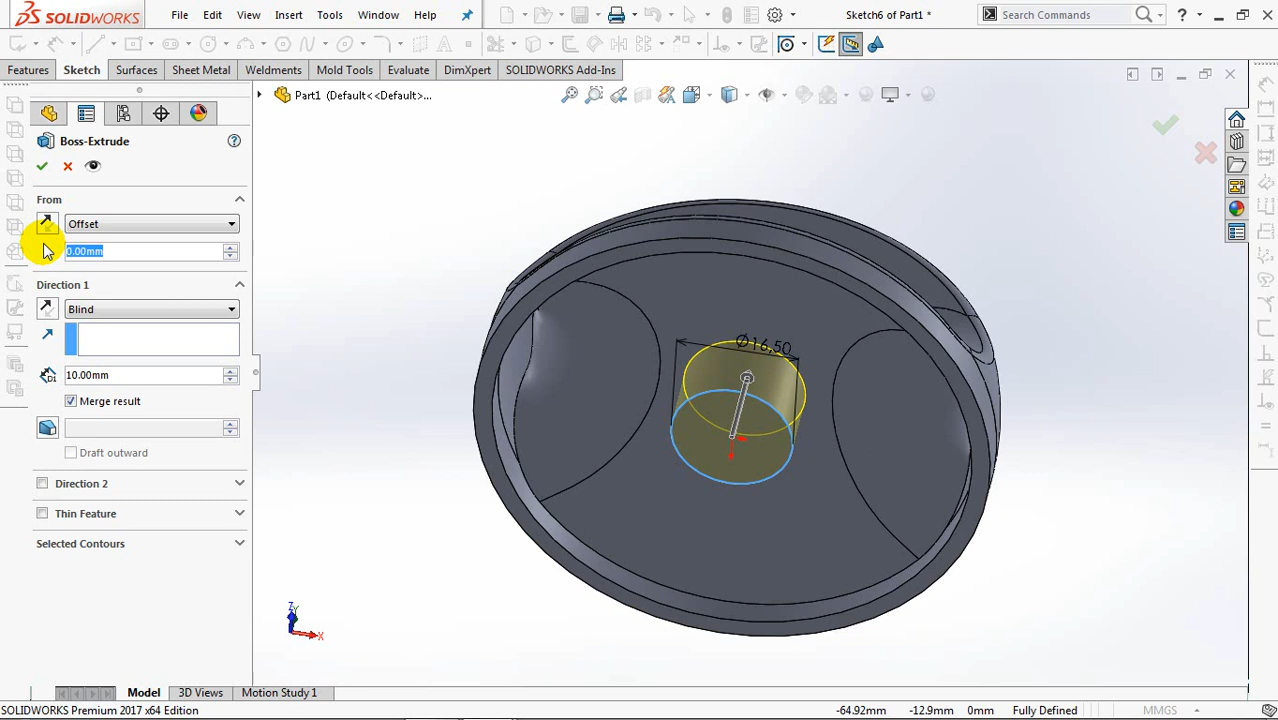 SOLIDWORKS File Edit View Insert Tools Window Help Sketch6 of Part1 * Search Commands ?
Features Sketch Surfaces Sheet Metal Weldments Mold Tools Evaluate DimXpert SOLIDWORKS Add-Ins
Part1 (Default<<Default>...
Boss-Extrude
From
Offset
0.00mm
Direction 1
Blind
D1 10.00mm
Merge result
Draft outward
Direction 2
Thin Feature
Selected Contours
Ø16,50
Z Y
X
Model 3D Views Motion Study 1
SOLIDWORKS Premium 2017 x64 Edition -64.92mm -12.9mm 0mm Fully Defined MMGS